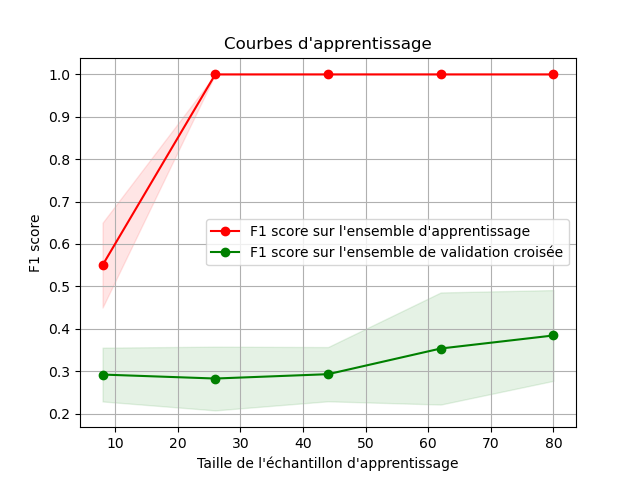 Courbes d'apprentissage
1.0
0.9
0.8
0.7
0.6
0.5
0.4
0.3
0.2
F1 score
F1 score sur l'ensemble d'apprentissage
F1 score sur l'ensemble de validation croisée
10 20 30 40 50 60 70 80
Taille de l'échantillon d'apprentissage